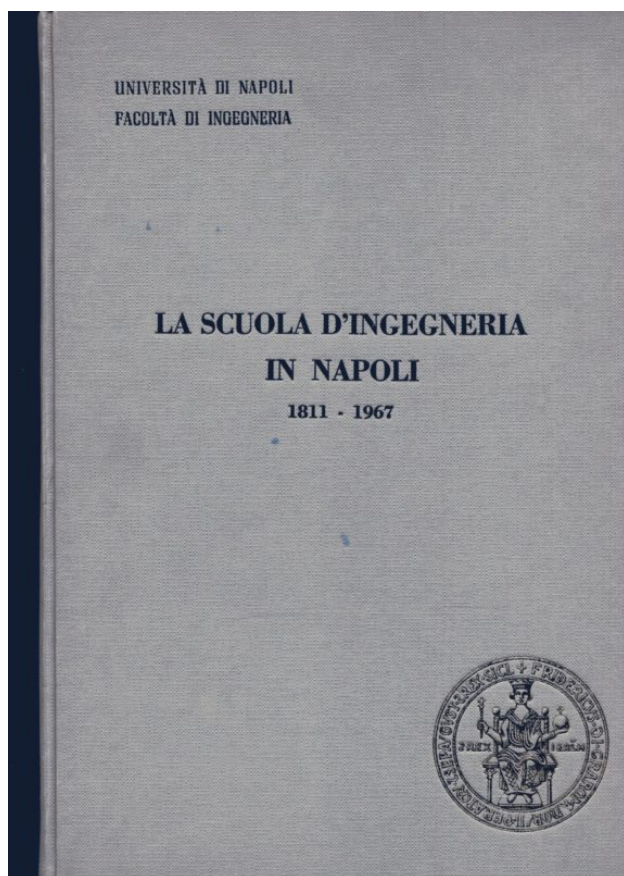 UNIVERSITÀ DI NAPOLI
FACOLTÀ DI INGEGNERIA
LA SCUOLA D'INGEGNERIA
IN NAPOLI
1811 - 1967